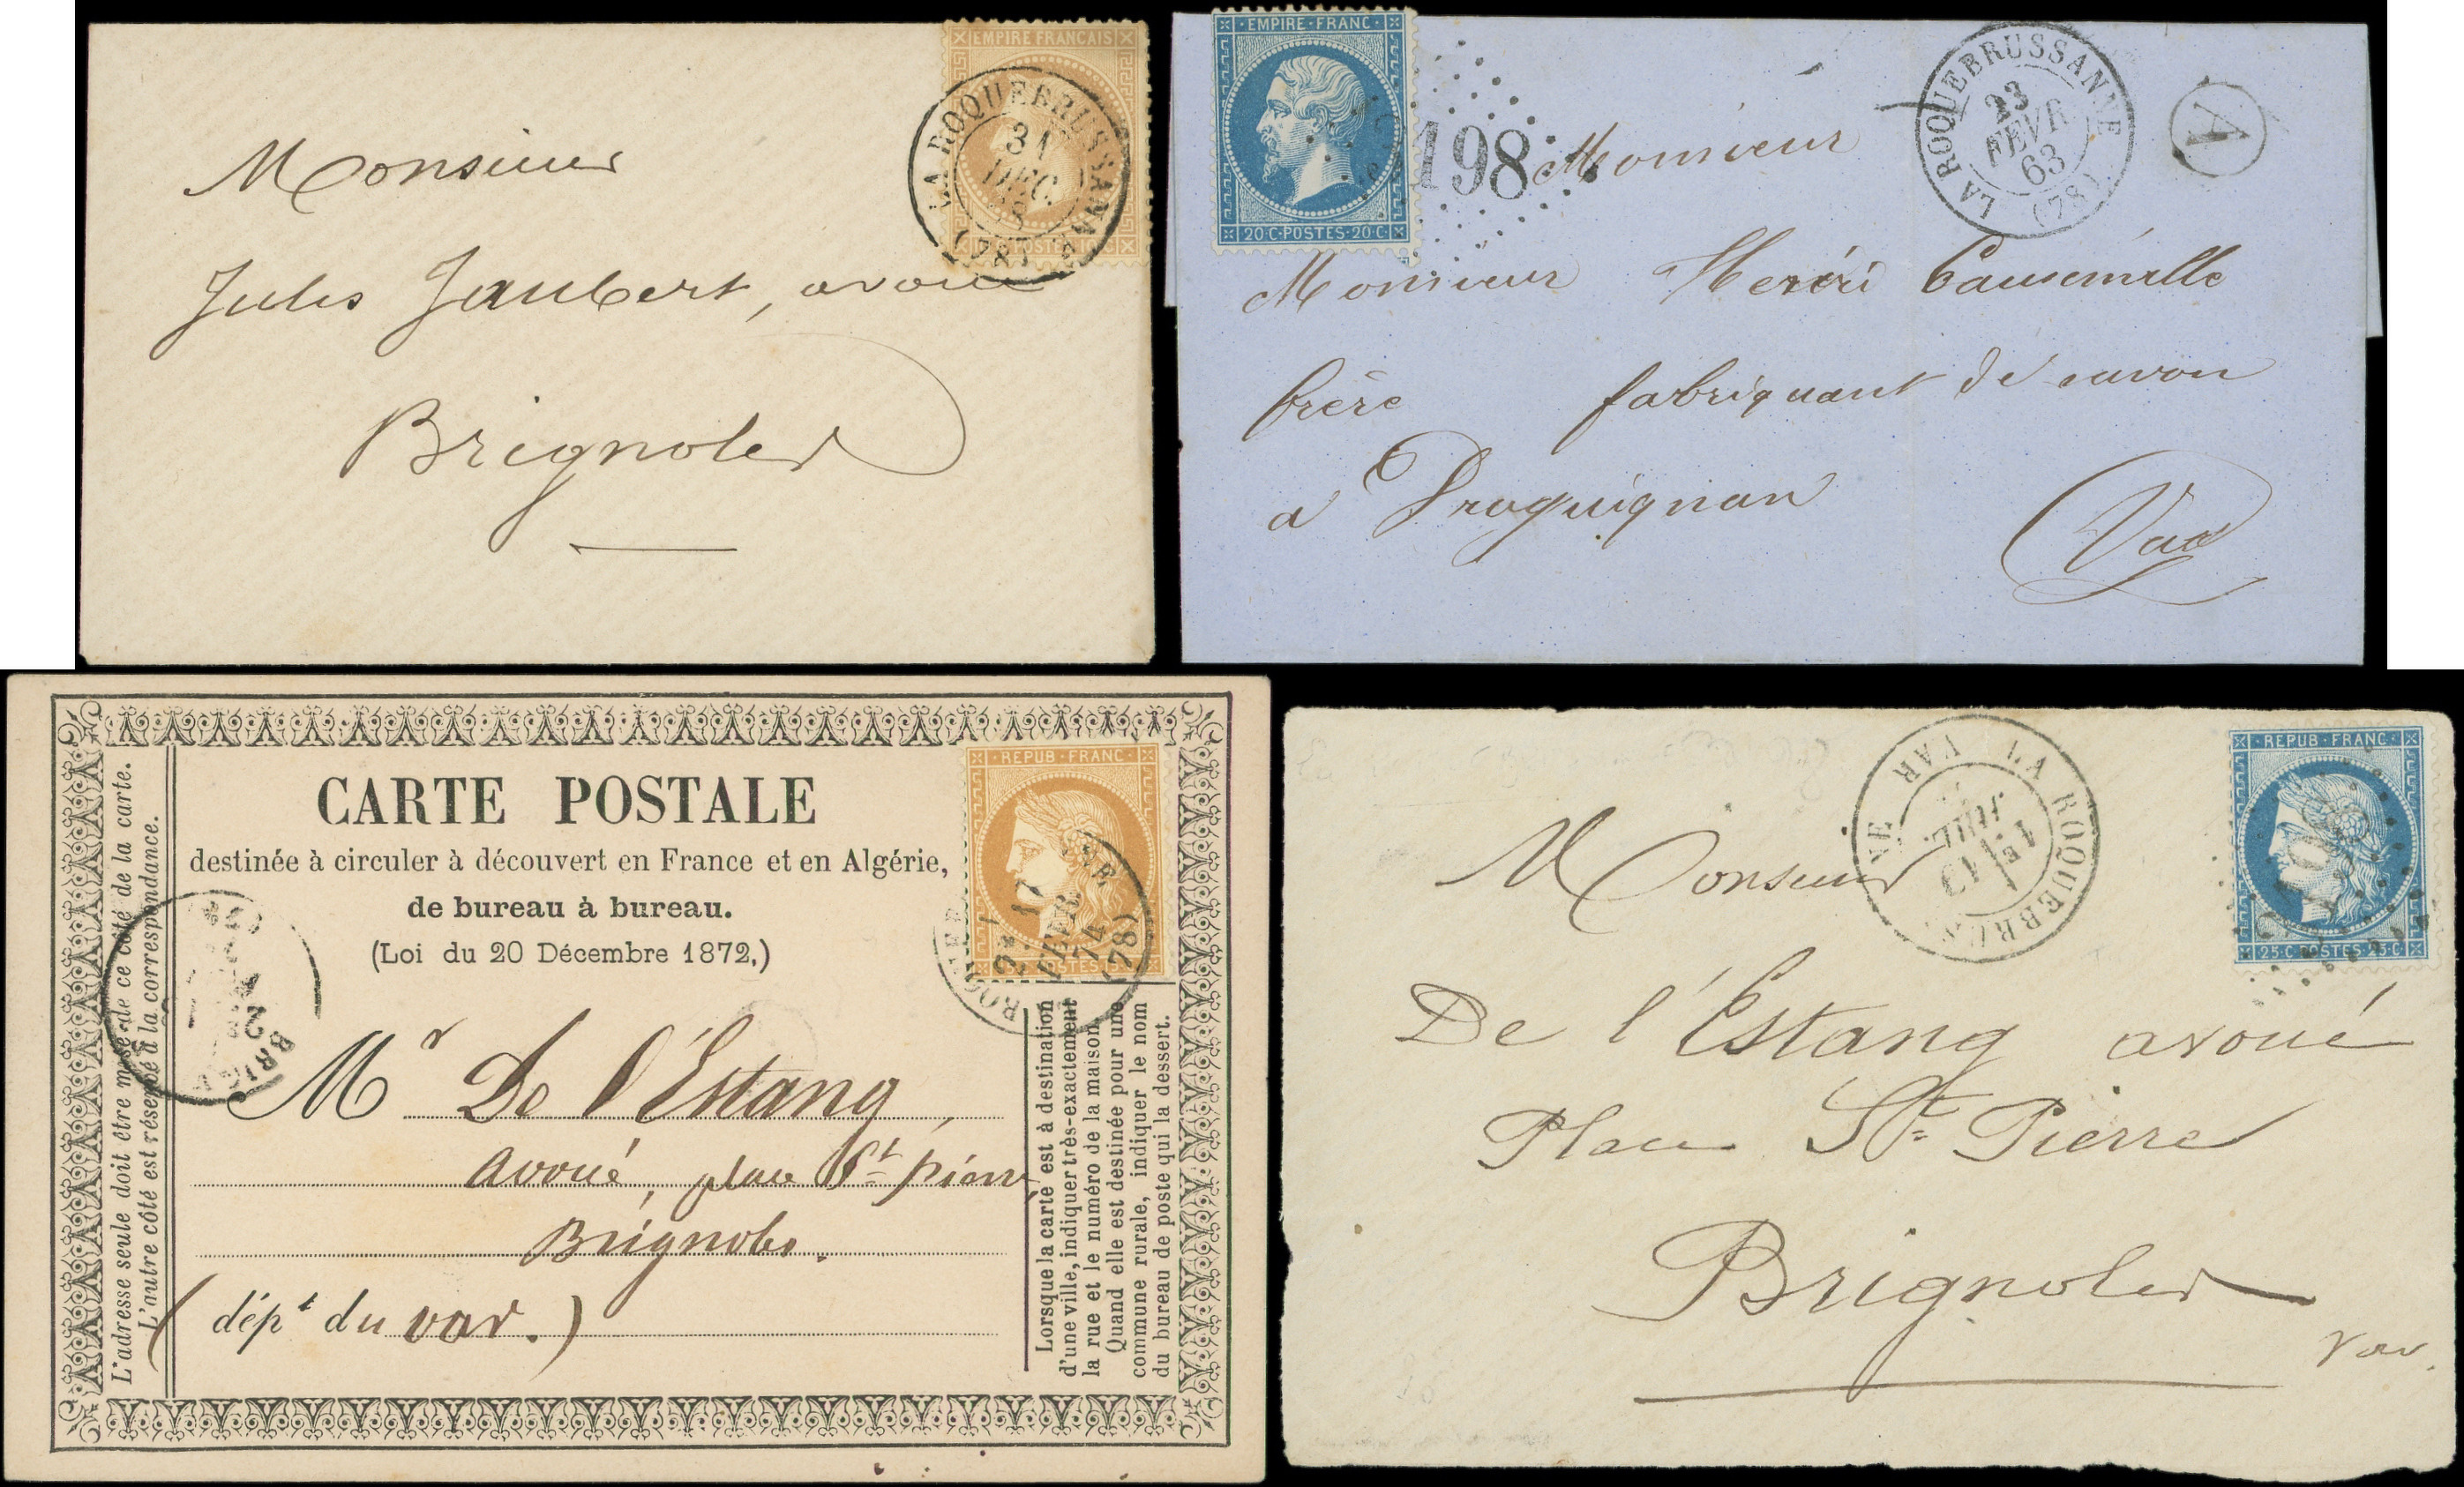 EMPIRE FRANCAIS
LA ROQUEBRUSSANNE
31
DEC.
(78)
Monsieur
Jules Jaubert, avoué
Brignoles
EMPIRE · FRANC
20·C·POSTES·20·C
198
LA ROQUEBRUSSANNE
23
FEVR
63
(78)
A
Monsieur
Monsieur Henri Caussemille
frère fabriquant de savon
a Draguignan
Var
CARTE POSTALE
destinée à circuler à découvert en France et en Algérie,
de bureau à bureau.
(Loi du 20 Décembre 1872.)
L'adresse seule doit être mise de ce côté de la carte.
L'autre côté est réservé à la correspondance.
REPUB · FRANC
17
FEVR
74
(78)
Mr De l'Estang,
avoué, place St pierre
Brignoles.
(dépt du var.)
Lorsque la carte est à destination
d'une ville, indiquer très-exactement
la rue et le numéro de la maison.
Quand elle est destinée pour une
commune rurale, indiquer le nom
du bureau de poste qui la dessert.
LA ROQUEBRUS VAR
1E
JUIL
REPUB · FRANC
25·C·POSTES·25·C
Monsieur
De l'Estang avoué
Place St Pierre
Brignoles
Var.